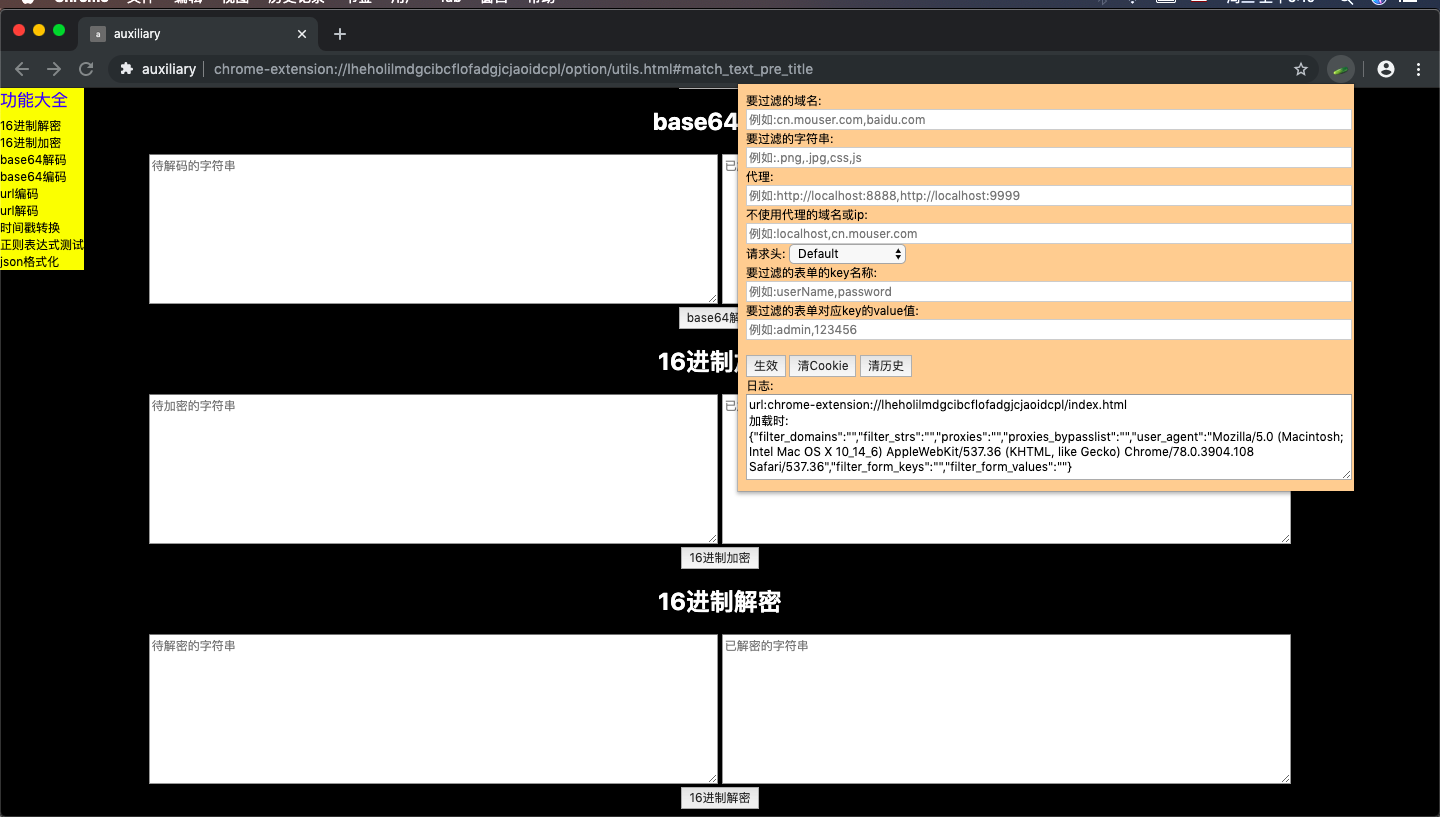 auxiliary
auxiliary
chrome-extension://lheholilmdgcibcflofadgjcjaoidcpl/option/utils.html#match_text_pre_title
功能大全
16进制解密
16进制加密
base64解码
base64编码
url编码
url解码
时间戳转换
正则表达式测试
json格式化
base64
待解码的字符串
base64解
16进制加
待加密的字符串
16进制加密
16进制解密
待解密的字符串
已解密的字符串
16进制解密
要过滤的域名:
例如:cn.mouser.com,baidu.com
要过滤的字符串:
例如:.png,.jpg,css,js
代理:
例如:http://localhost:8888,http://localhost:9999
不使用代理的域名或ip:
例如:localhost,cn.mouser.com
请求头: Default
要过滤的表单的key名称:
例如:userName,password
要过滤的表单对应key的value值:
例如:admin,123456
生效 清Cookie 清历史
日志:
url:chrome-extension://lheholilmdgcibcflofadgjcjaoidcpl/index.html
加载时:
{"filter_domains":"","filter_strs":"","proxies":"","proxies_bypasslist":"","user_agent":"Mozilla/5.0 (Macintosh;
Intel Mac OS X 10_14_6) AppleWebKit/537.36 (KHTML, like Gecko) Chrome/78.0.3904.108
Safari/537.36","filter_form_keys":"","filter_form_values":""}